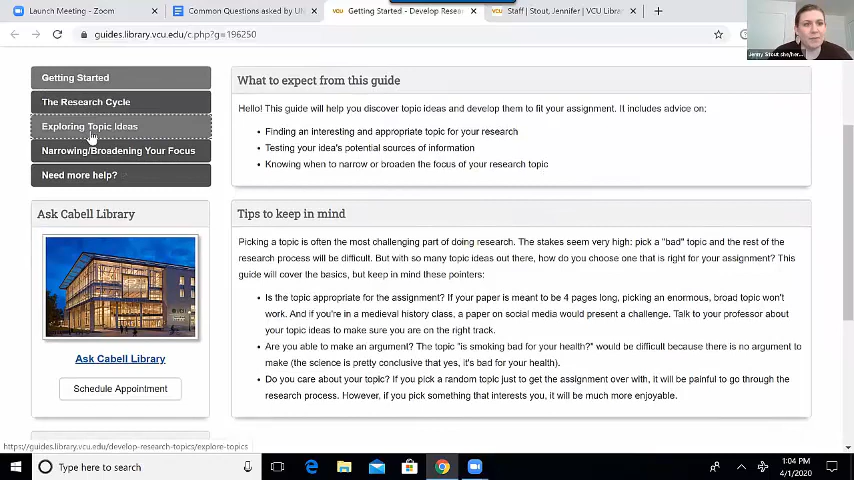 Launch Meeting - Zoom
Common Questions asked by UN
VCU Getting Started - Develop Resea
VCU Staff | Stout, Jennifer | VCU Libra
guides.library.vcu.edu/c.php?g=196250
Jenny Stout she/her
Getting Started
The Research Cycle
Exploring Topic Ideas
Narrowing/Broadening Your Focus
Need more help?
Ask Cabell Library
Ask Cabell Library
Schedule Appointment
What to expect from this guide
Hello! This guide will help you discover topic ideas and develop them to fit your assignment. It includes advice on:
• Finding an interesting and appropriate topic for your research
• Testing your idea's potential sources of information
• Knowing when to narrow or broaden the focus of your research topic
Tips to keep in mind
Picking a topic is often the most challenging part of doing research. The stakes seem very high: pick a "bad" topic and the rest of the
research process will be difficult. But with so many topic ideas out there, how do you choose one that is right for your assignment? This
guide will cover the basics, but keep in mind these pointers:
• Is the topic appropriate for the assignment? If your paper is meant to be 4 pages long, picking an enormous, broad topic won't
work. And if you're in a medieval history class, a paper on social media would present a challenge. Talk to your professor about
your topic ideas to make sure you are on the right track.
• Are you able to make an argument? The topic "is smoking bad for your health?" would be difficult because there is no argument to
make (the science is pretty conclusive that yes, it's bad for your health).
• Do you care about your topic? If you pick a random topic just to get the assignment over with, it will be painful to go through the
research process. However, if you pick something that interests you, it will be much more enjoyable.
https://guides.library.vcu.edu/develop-research-topics/explore-topics
Type here to search
1:04 PM
4/1/2020